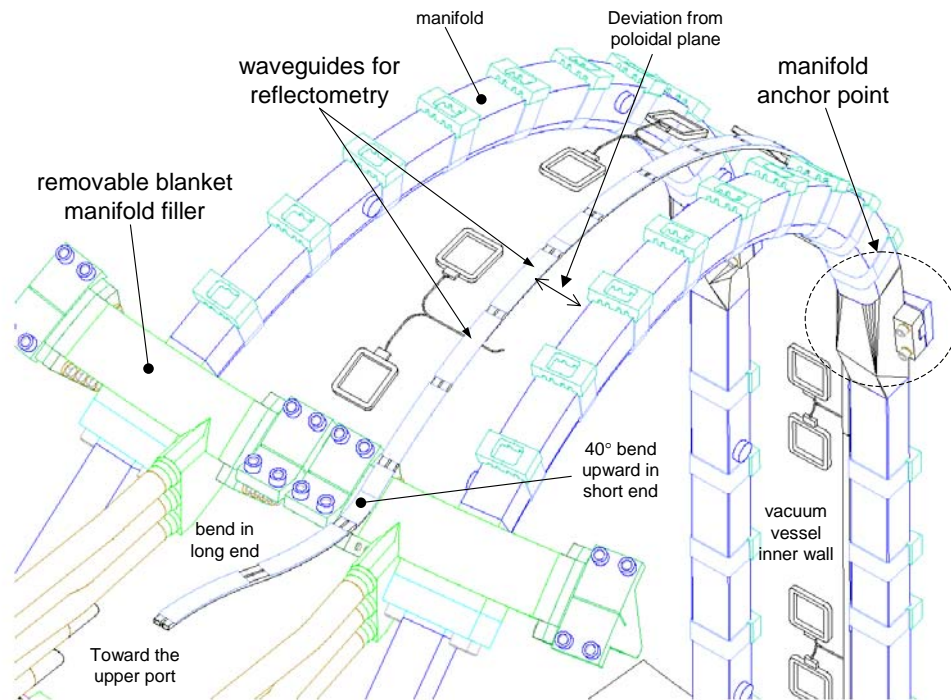 manifold
Deviation from
poloidal plane
waveguides for
reflectometry
manifold
anchor point
removable blanket
manifold filler
40° bend
upward in
short end
bend in
long end
vacuum
vessel
inner wall
Toward the
upper port